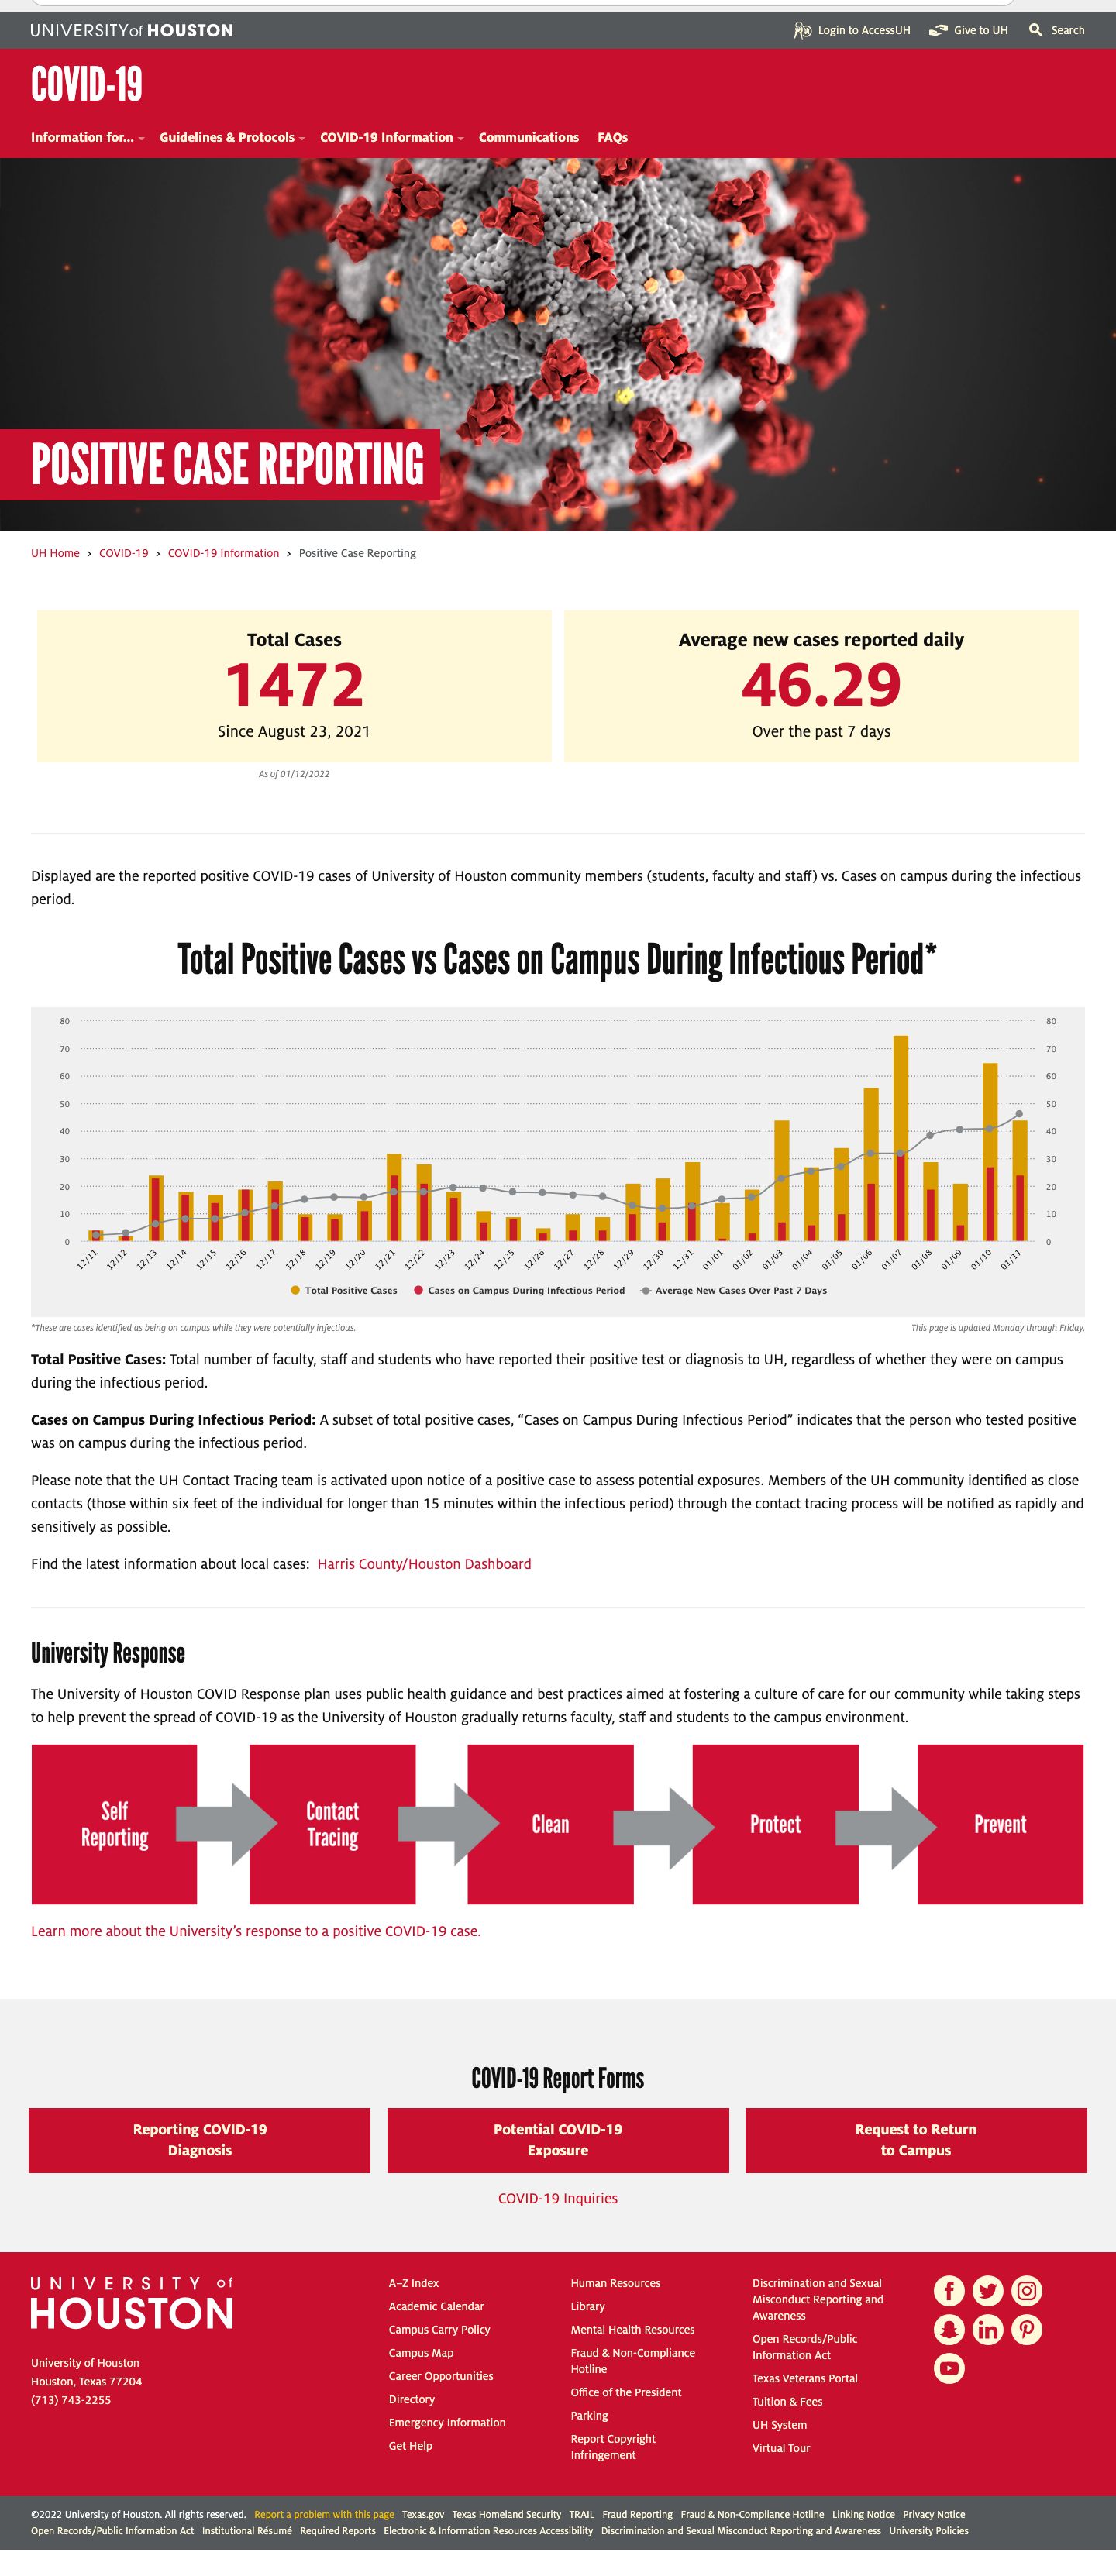 UNIVERSITY of HOUSTON
Login to AccessUH
Give to UH
Search
COVID-19
Information for...
Guidelines & Protocols
COVID-19 Information
Communications
FAQs
POSITIVE CASE REPORTING
UH Home > COVID-19 > COVID-19 Information > Positive Case Reporting
Total Cases
1472
Since August 23, 2021
As of 01/12/2022
Average new cases reported daily
46.29
Over the past 7 days
Displayed are the reported positive COVID-19 cases of University of Houston community members (students, faculty and staff) vs. Cases on campus during the infectious
period.
Total Positive Cases vs Cases on Campus During Infectious Period*
80 80
70 70
60 60
50 50
40 40
30 30
20 20
10 10
0 0
12/11 12/12 12/13 12/14 12/15 12/16 12/17 12/18 12/19 12/20 12/21 12/22 12/23 12/24 12/25 12/26 12/27 12/28 12/29 12/30 12/31 01/01 01/02 01/03 01/04 01/05 01/06 01/07 01/08 01/09 01/10 01/11
Total Positive Cases Cases on Campus During Infectious Period Average New Cases Over Past 7 Days
*These are cases identified as being on campus while they were potentially infectious.
This page is updated Monday through Friday.
Total Positive Cases: Total number of faculty, staff and students who have reported their positive test or diagnosis to UH, regardless of whether they were on campus
during the infectious period.
Cases on Campus During Infectious Period: A subset of total positive cases, “Cases on Campus During Infectious Period” indicates that the person who tested positive
was on campus during the infectious period.
Please note that the UH Contact Tracing team is activated upon notice of a positive case to assess potential exposures. Members of the UH community identified as close
contacts (those within six feet of the individual for longer than 15 minutes within the infectious period) through the contact tracing process will be notified as rapidly and
sensitively as possible.
Find the latest information about local cases: Harris County/Houston Dashboard
University Response
The University of Houston COVID Response plan uses public health guidance and best practices aimed at fostering a culture of care for our community while taking steps
to help prevent the spread of COVID-19 as the University of Houston gradually returns faculty, staff and students to the campus environment.
Self
Reporting
Contact
Tracing
Clean
Protect
Prevent
Learn more about the University’s response to a positive COVID-19 case.
COVID-19 Report Forms
Reporting COVID-19
Diagnosis
Potential COVID-19
Exposure
Request to Return
to Campus
COVID-19 Inquiries
UNIVERSITY of
HOUSTON
University of Houston
Houston, Texas 77204
(713) 743-2255
A–Z Index
Academic Calendar
Campus Carry Policy
Campus Map
Career Opportunities
Directory
Emergency Information
Get Help
Human Resources
Library
Mental Health Resources
Fraud & Non-Compliance
Hotline
Office of the President
Parking
Report Copyright
Infringement
Discrimination and Sexual
Misconduct Reporting and
Awareness
Open Records/Public
Information Act
Texas Veterans Portal
Tuition & Fees
UH System
Virtual Tour
©2022 University of Houston. All rights reserved. Report a problem with this page Texas.gov Texas Homeland Security TRAIL Fraud Reporting Fraud & Non-Compliance Hotline Linking Notice Privacy Notice
Open Records/Public Information Act Institutional Résumé Required Reports Electronic & Information Resources Accessibility Discrimination and Sexual Misconduct Reporting and Awareness University Policies